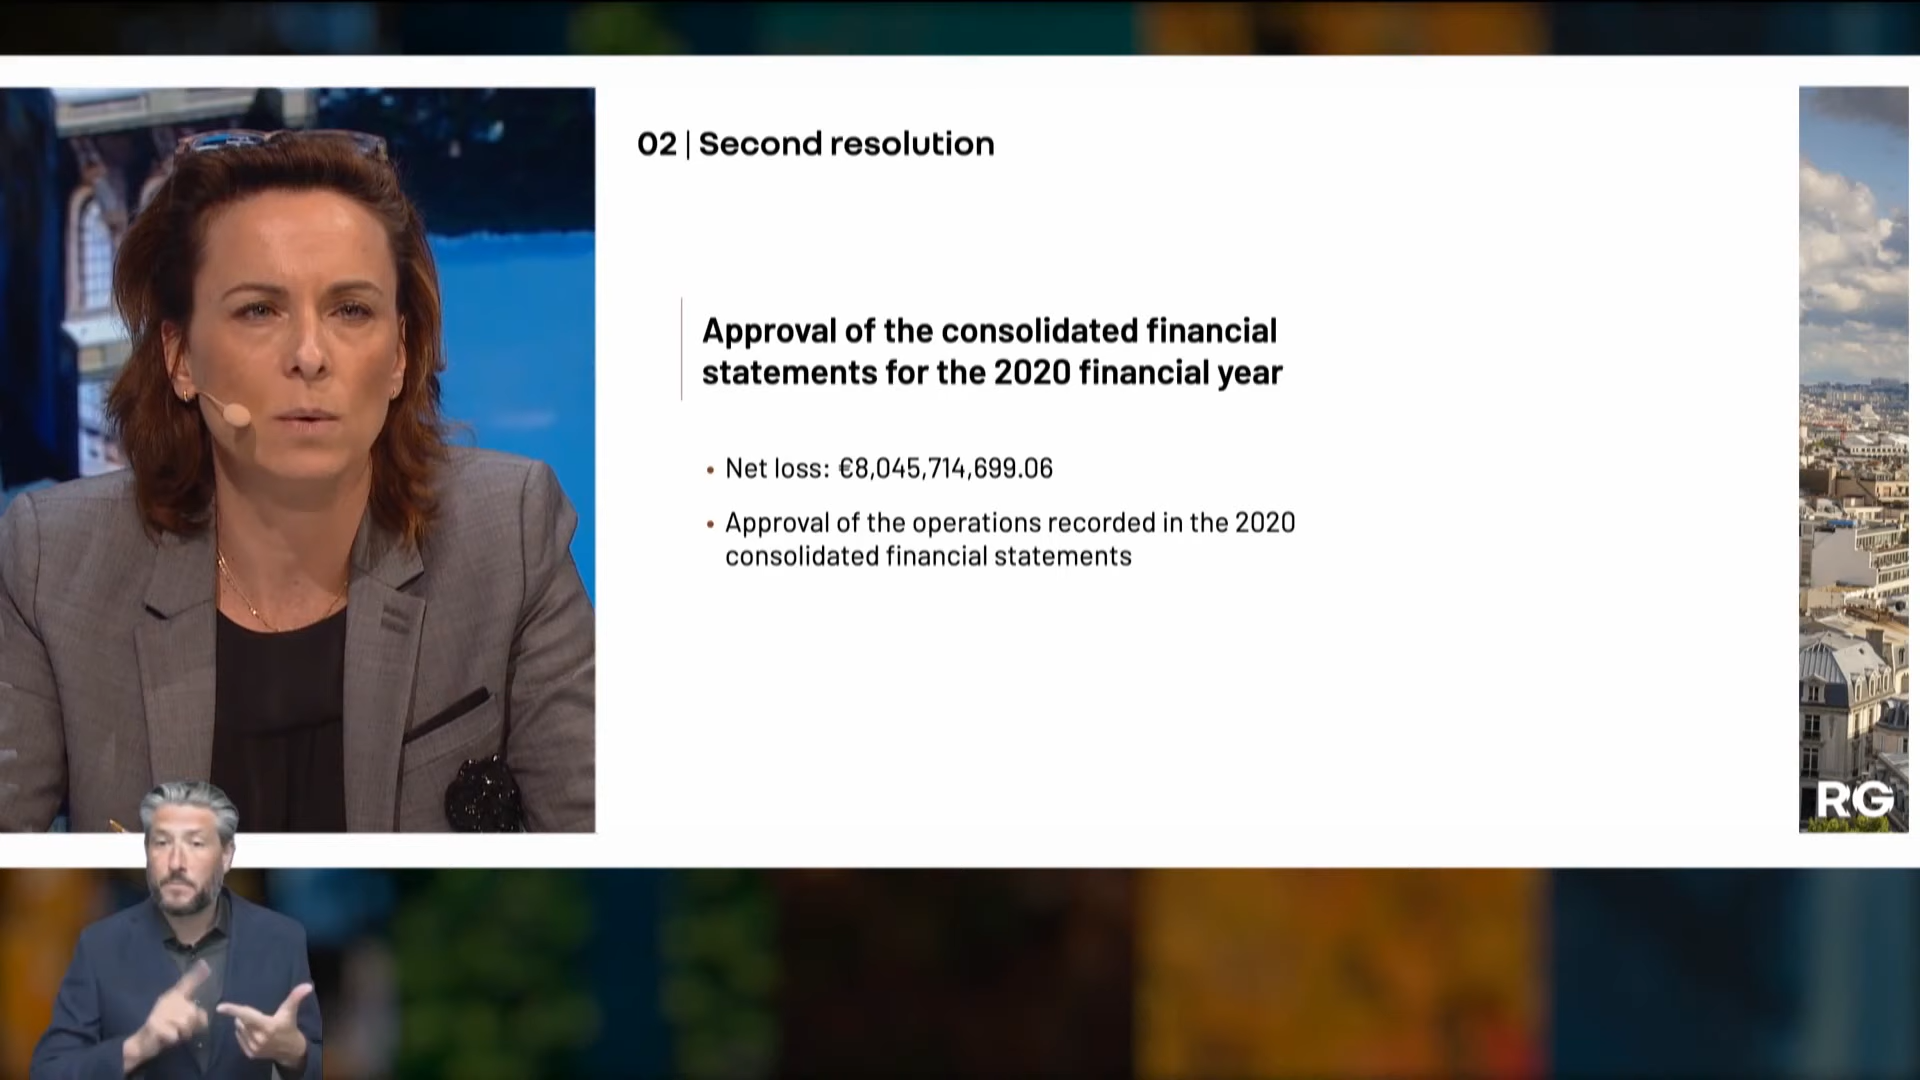 02 | Second resolution
Approval of the consolidated financial
statements for the 2020 financial year
• Net loss: €8,045,714,699.06
• Approval of the operations recorded in the 2020
consolidated financial statements
RG